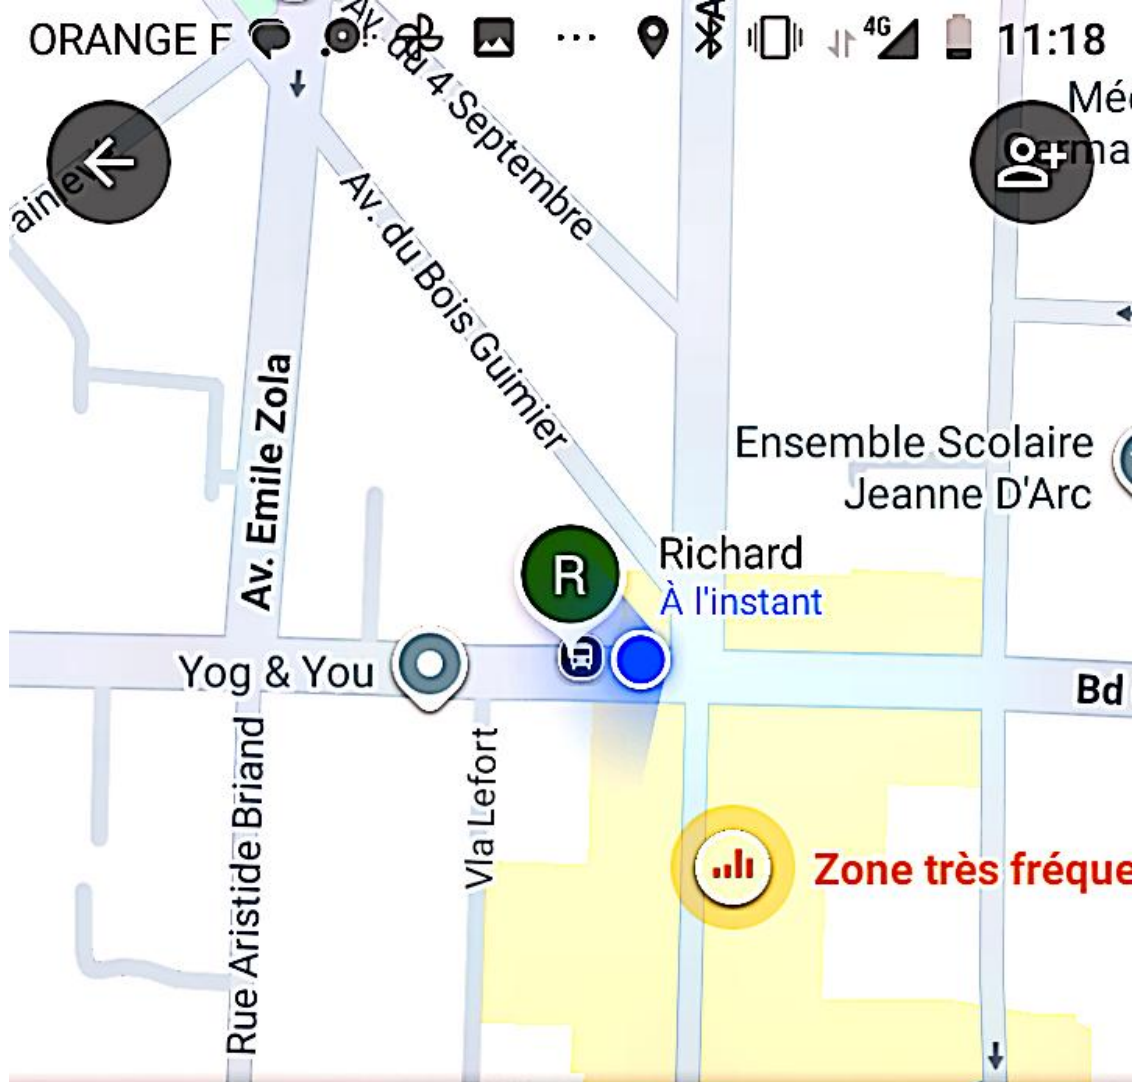 ORANGE F
4G
11:18
Av. du 4 Septembre
Av. du Bois Guimier
Av. Emile Zola
Ensemble Scolaire
Jeanne D'Arc
R
Richard
À l'instant
Yog & You
Bd
Rue Aristide Briand
Vla Lefort
Zone très fréque